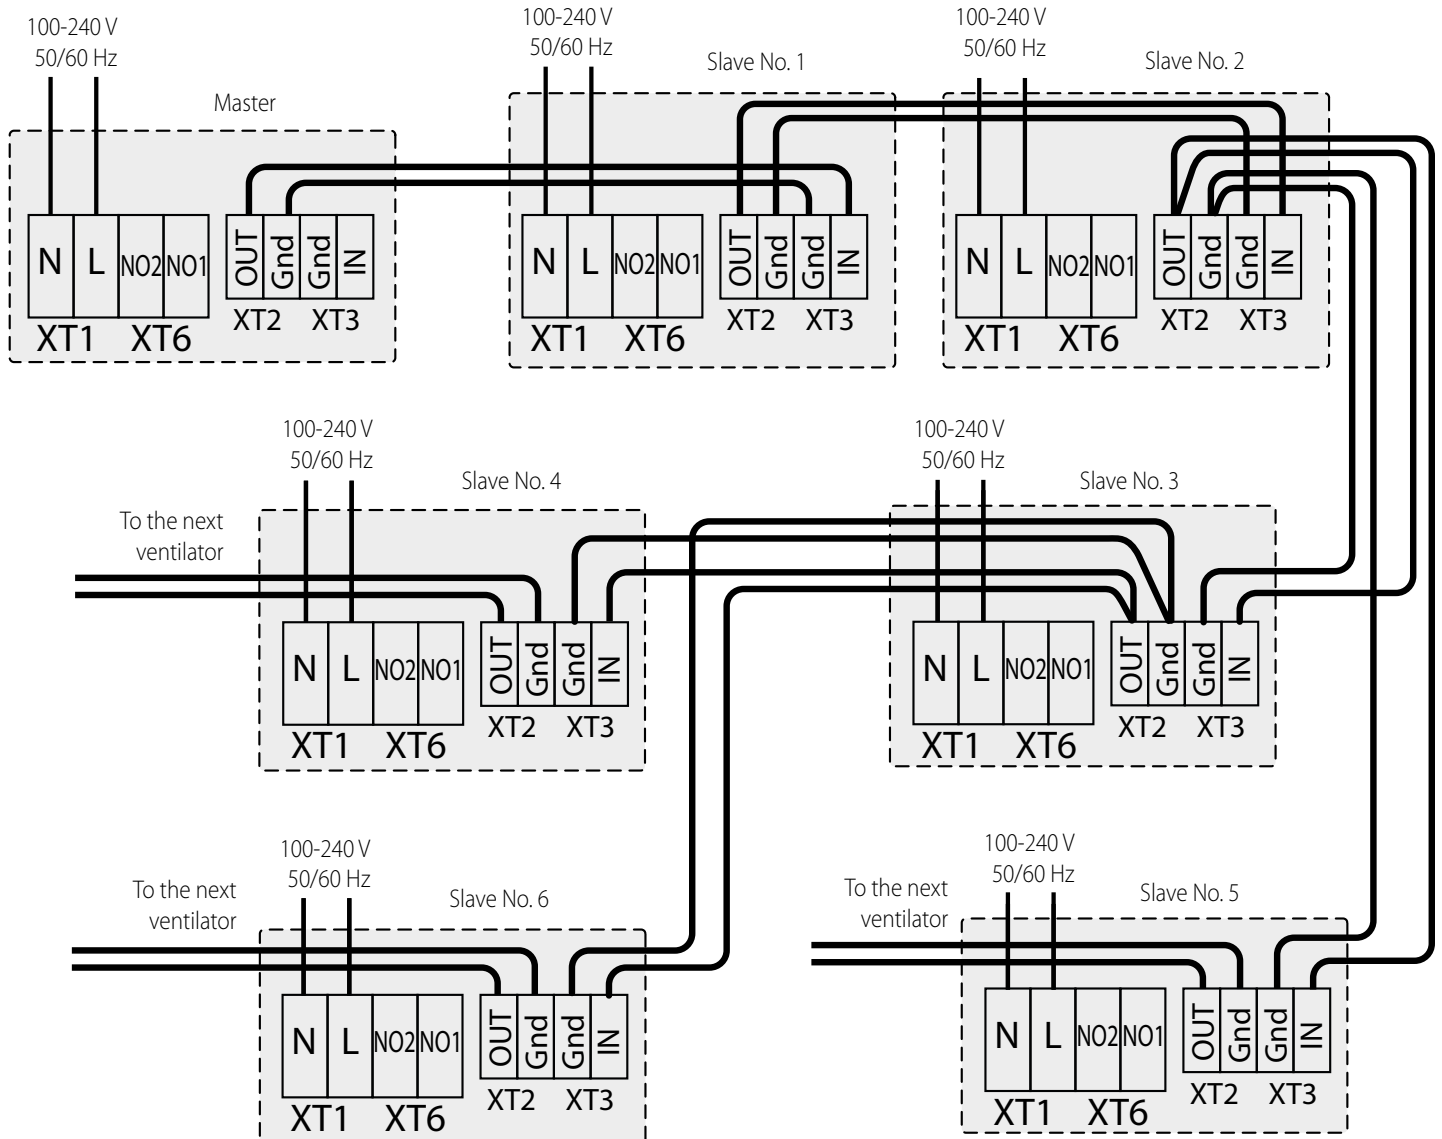 100-240 V
50/60 Hz
Master
N L NO2 NO1 OUT Gnd Gnd IN
XT1 XT6 XT2 XT3
100-240 V
50/60 Hz
Slave No. 1
N L NO2 NO1 OUT Gnd Gnd IN
XT1 XT6 XT2 XT3
100-240 V
50/60 Hz
Slave No. 2
N L NO2 NO1 OUT Gnd Gnd IN
XT1 XT6 XT2 XT3
100-240 V
50/60 Hz
Slave No. 4
To the next
ventilator
N L NO2 NO1 OUT Gnd Gnd IN
XT1 XT6 XT2 XT3
100-240 V
50/60 Hz
Slave No. 3
N L NO2 NO1 OUT Gnd Gnd IN
XT1 XT6 XT2 XT3
100-240 V
50/60 Hz
Slave No. 6
To the next
ventilator
N L NO2 NO1 OUT Gnd Gnd IN
XT1 XT6 XT2 XT3
100-240 V
50/60 Hz
Slave No. 5
To the next
ventilator
N L NO2 NO1 OUT Gnd Gnd IN
XT1 XT6 XT2 XT3